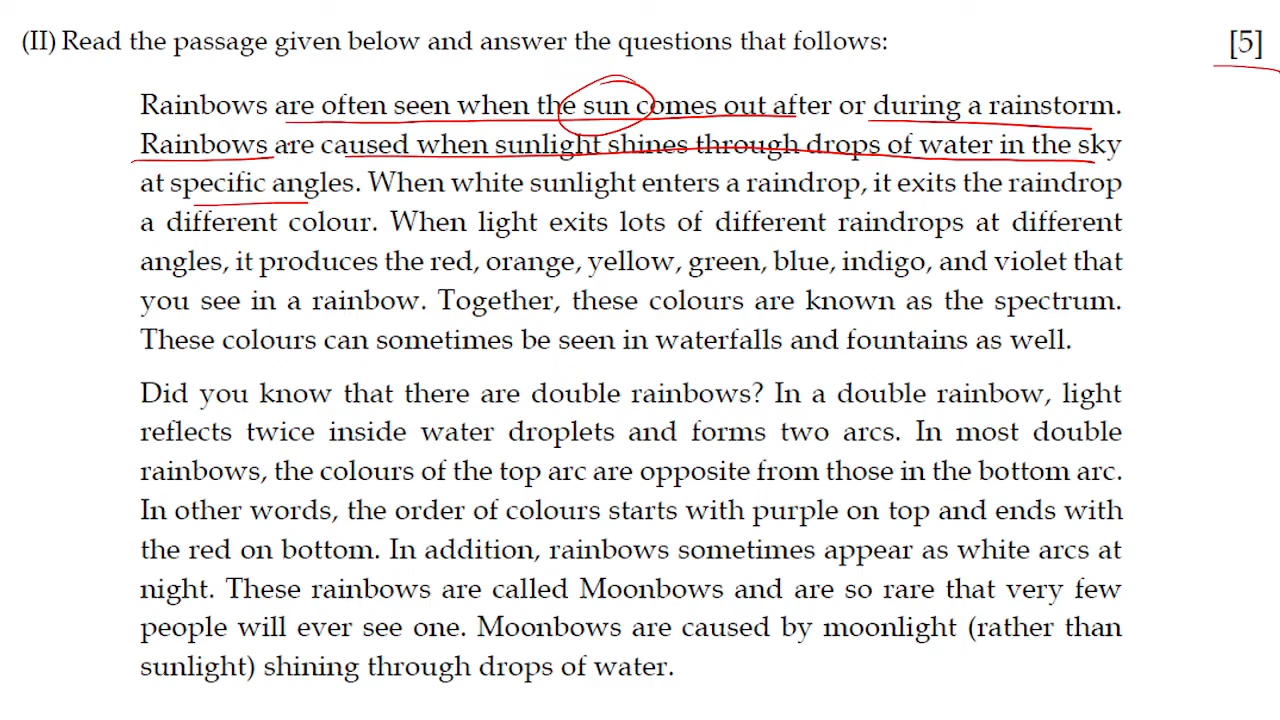 (II) Read the passage given below and answer the questions that follows: [5]
Rainbows are often seen when the sun comes out after or during a rainstorm.
Rainbows are caused when sunlight shines through drops of water in the sky
at specific angles. When white sunlight enters a raindrop, it exits the raindrop
a different colour. When light exits lots of different raindrops at different
angles, it produces the red, orange, yellow, green, blue, indigo, and violet that
you see in a rainbow. Together, these colours are known as the spectrum.
These colours can sometimes be seen in waterfalls and fountains as well.
Did you know that there are double rainbows? In a double rainbow, light
reflects twice inside water droplets and forms two arcs. In most double
rainbows, the colours of the top arc are opposite from those in the bottom arc.
In other words, the order of colours starts with purple on top and ends with
the red on bottom. In addition, rainbows sometimes appear as white arcs at
night. These rainbows are called Moonbows and are so rare that very few
people will ever see one. Moonbows are caused by moonlight (rather than
sunlight) shining through drops of water.